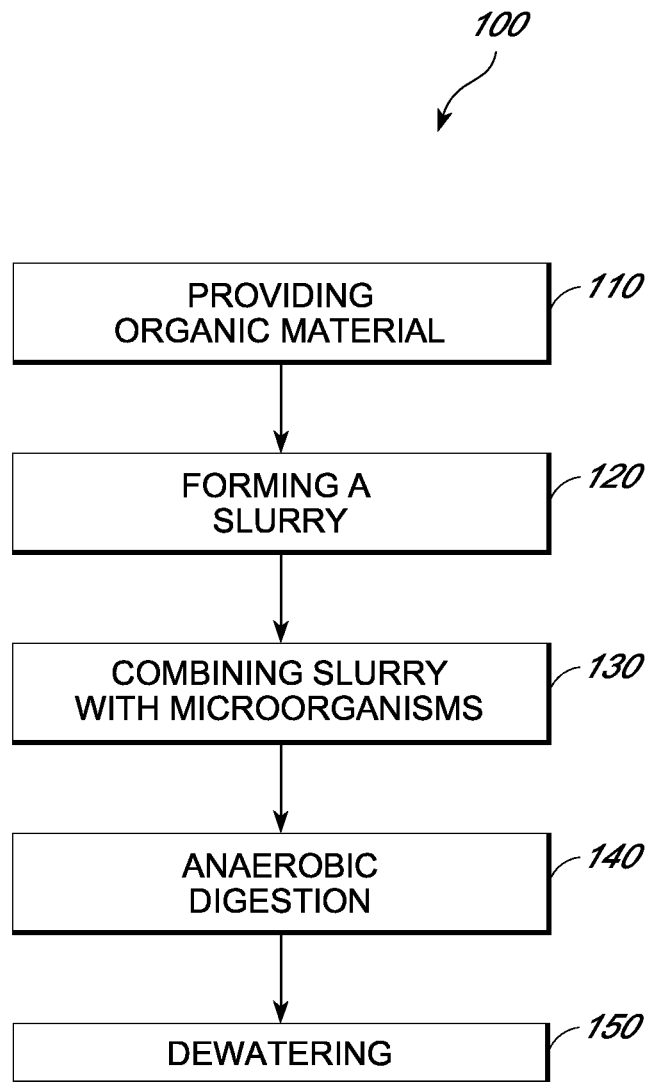 100
PROVIDING
ORGANIC MATERIAL
110
FORMING A
SLURRY
120
COMBINING SLURRY
WITH MICROORGANISMS
130
ANAEROBIC
DIGESTION
140
DEWATERING
150